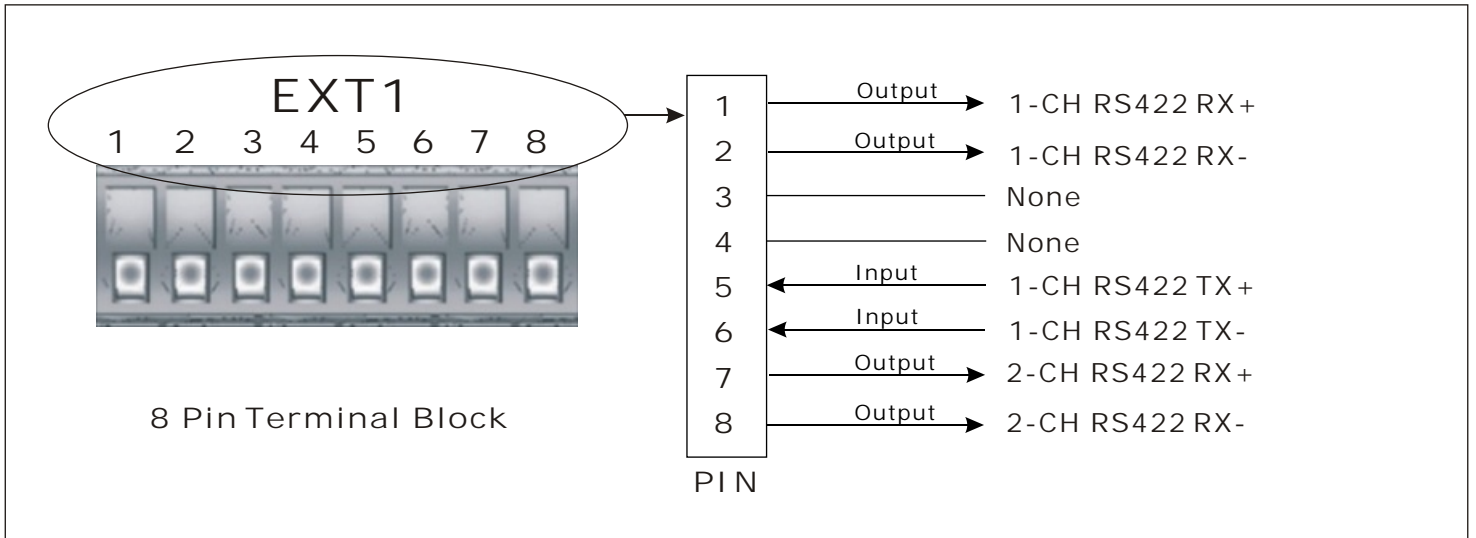 EXT1
1 2 3 4 5 6 7 8
8 Pin Terminal Block
1 Output 1-CH RS422 RX+
2 Output 1-CH RS422 RX-
3 None
4 None
5 Input 1-CH RS422 TX+
6 Input 1-CH RS422 TX-
7 Output 2-CH RS422 RX+
8 Output 2-CH RS422 RX-
PIN